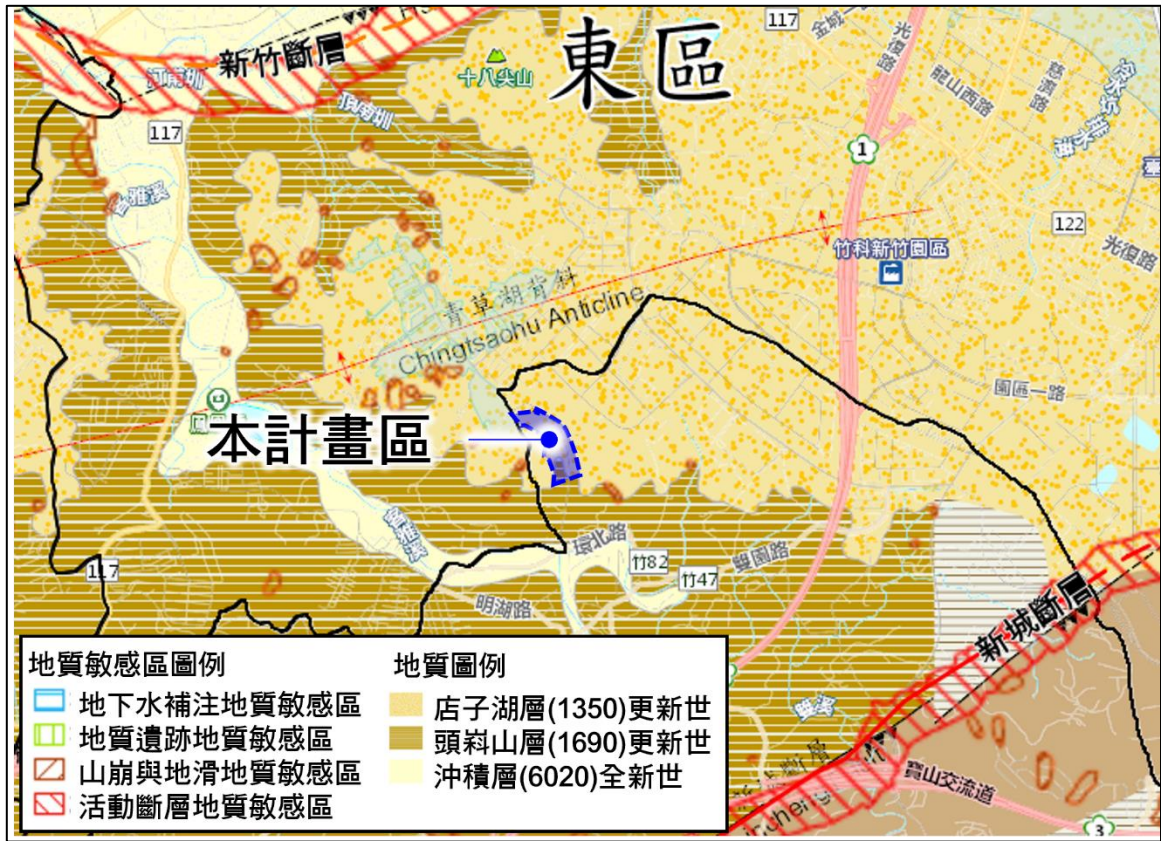 新竹斷層
十八尖山
東區
117
金城一路
光復路
慈濟路
龍山西路
117
1
122
竹科新竹園區
光復路
青草湖背斜
Chingtsaohu Anticline
園區一路
本計畫區
環北路
竹82
竹47
雙園路
117
明湖路
新城斷層
雙溪
寶山交流道
3
地質敏感區圖例
地下水補注地質敏感區
地質遺跡地質敏感區
山崩與地滑地質敏感區
活動斷層地質敏感區
地質圖例
店子湖層(1350)更新世
頭嵙山層(1690)更新世
沖積層(6020)全新世